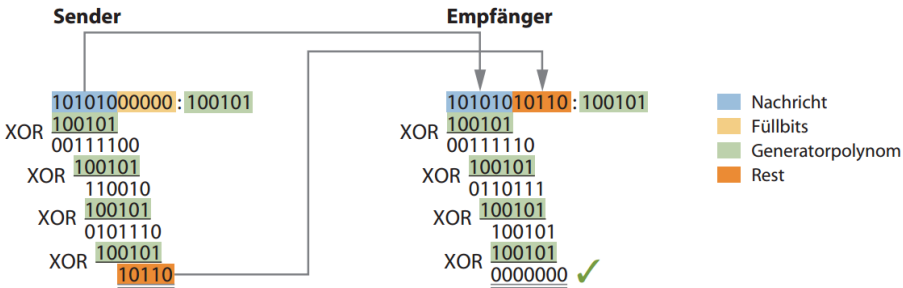 Sender
10101000000 : 100101
XOR 100101
00111100
XOR 100101
110010
XOR 100101
0101110
XOR 100101
10110
Empfänger
10101010110 : 100101
XOR 100101
00111110
XOR 100101
0110111
XOR 100101
100101
XOR 100101
0000000 ✓
Nachricht
Füllbits
Generatorpolynom
Rest